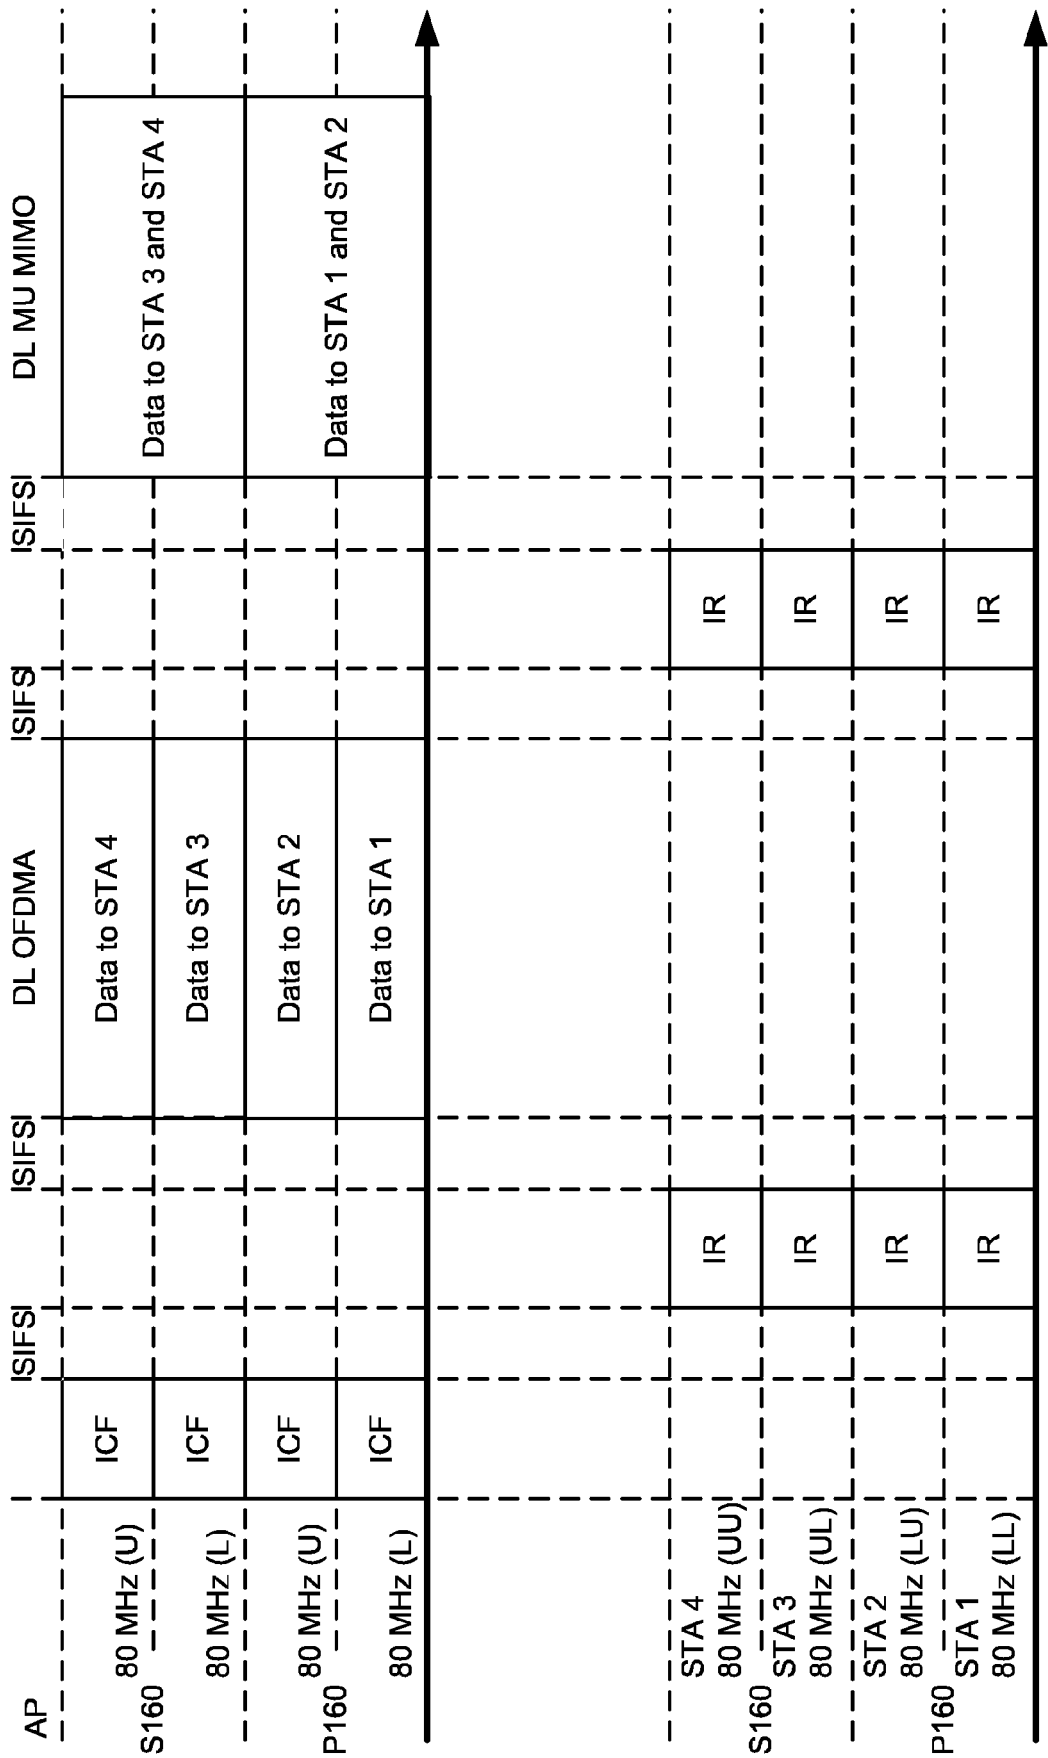 AP
SIFS
SIFS
DL OFDMA
SIFS
SIFS
DL MU MIMO
80 MHz (U)
ICF
Data to STA 4
Data to STA 3 and STA 4
S160
80 MHz (L)
ICF
Data to STA 3
80 MHz (U)
ICF
Data to STA 2
Data to STA 1 and STA 2
P160
80 MHz (L)
ICF
Data to STA 1
STA 4
80 MHz (UU)
IR
IR
S160
STA 3
80 MHz (UL)
IR
IR
STA 2
80 MHz (LU)
IR
IR
P160
STA 1
80 MHz (LL)
IR
IR